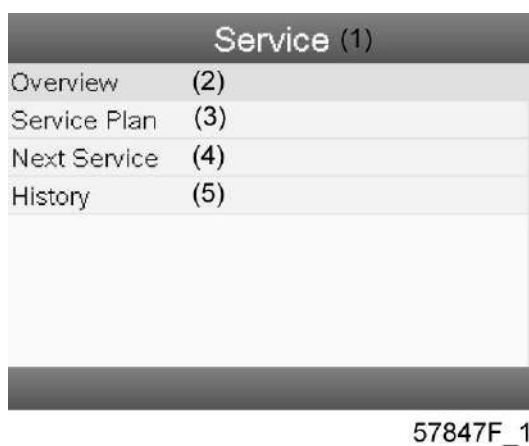 Service (1)
Overview (2)
Service Plan (3)
Next Service (4)
History (5)
57847F_1